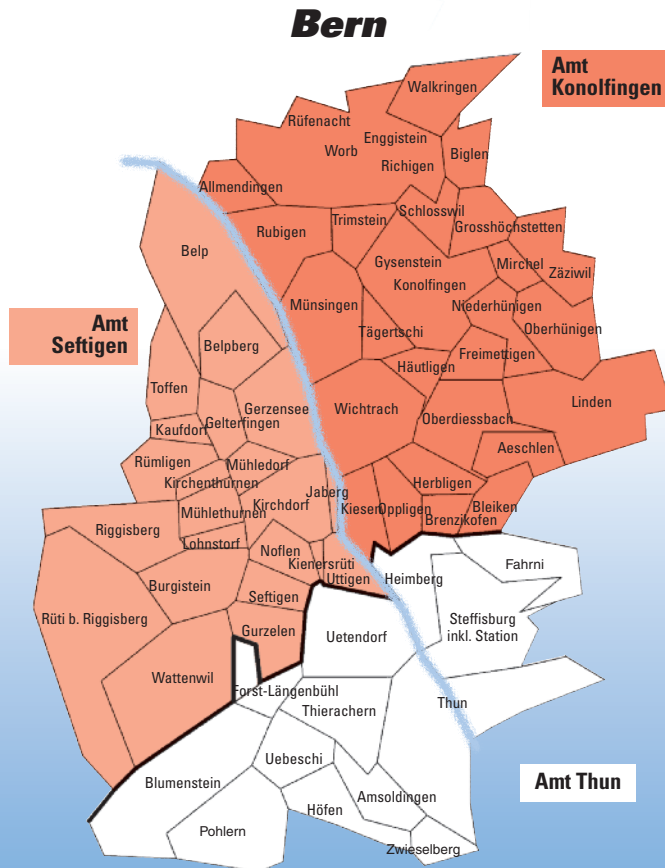 Bern
Amt
Konolfingen
Walkringen
Rüfenacht
Enggistein
Worb
Biglen
Richigen
Allmendingen
Schlosswil
Trimstein
Grosshöchstetten
Rubigen
Belp
Gysenstein
Mirchel
Zäziwil
Konolfingen
Münsingen
Niederhünigen
Amt
Seftigen
Tägertschi
Oberhünigen
Belpberg
Freimettigen
Häutligen
Toffen
Gerzensee
Wichtrach
Linden
Gelterfingen
Oberdiessbach
Kaufdorf
Aeschlen
Rümligen
Mühledorf
Kirchenthurnen
Herbligen
Jaberg
Kirchdorf
Kiesen
Oppligen
Bleiken
Mühlethurnen
Brenzikofen
Riggisberg
Lohnstorf
Noflen
Kienersrüti
Fahrni
Heimberg
Uttigen
Burgistein
Seftigen
Rüti b. Riggisberg
Steffisburg
inkl. Station
Gurzelen
Uetendorf
Wattenwil
Forst-Längenbühl
Thun
Thierachern
Uebeschi
Blumenstein
Amt Thun
Amsoldingen
Höfen
Pohlern
Zwieselberg